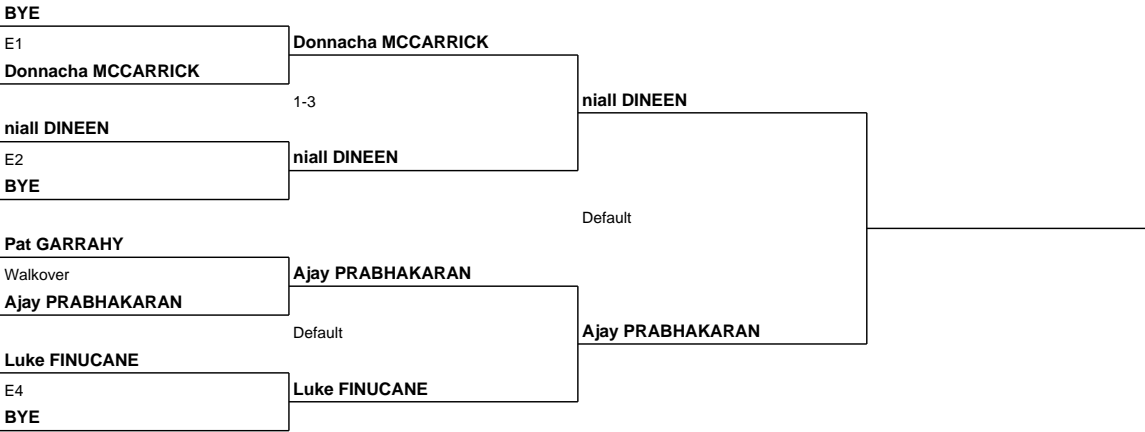 BYE
E1
Donnacha MCCARRICK
Donnacha MCCARRICK
1-3
niall DINEEN
niall DINEEN
E2
niall DINEEN
BYE
Default
Pat GARRAHY
Walkover
Ajay PRABHAKARAN
Ajay PRABHAKARAN
Default
Ajay PRABHAKARAN
Luke FINUCANE
E4
Luke FINUCANE
BYE